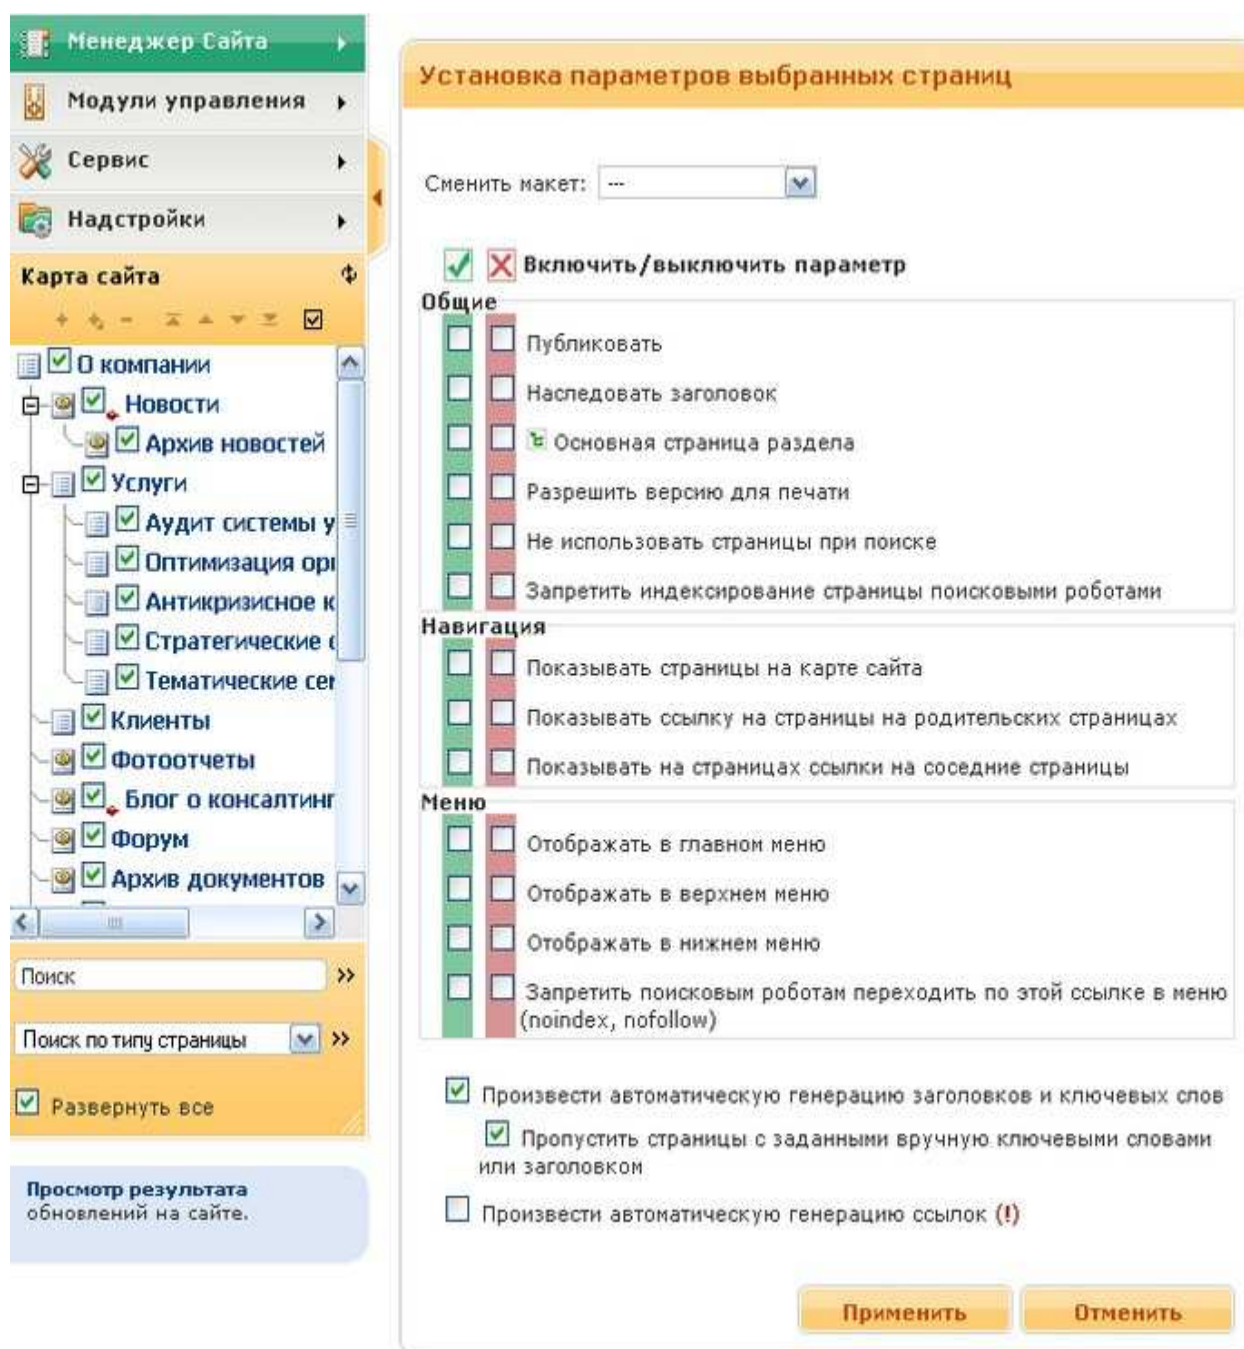 Менеджер Сайта
Модули управления
Сервис
Надстройки
Карта сайта
О компании
Новости
Архив новостей
Услуги
Аудит системы у
Оптимизация орг
Антикризисное к
Стратегические
Тематические сем
Клиенты
Фотоотчеты
Блог о консалтинг
Форум
Архив документов
Поиск
Поиск по типу страницы
Развернуть все
Просмотр результата
обновлений на сайте.
Установка параметров выбранных страниц
Сменить макет: ---
Включить/выключить параметр
Общие
Публиковать
Наследовать заголовок
Основная страница раздела
Разрешить версию для печати
Не использовать страницы при поиске
Запретить индексирование страницы поисковыми роботами
Навигация
Показывать страницы на карте сайта
Показывать ссылку на страницы на родительских страницах
Показывать на страницах ссылки на соседние страницы
Меню
Отображать в главном меню
Отображать в верхнем меню
Отображать в нижнем меню
Запретить поисковым роботам переходить по этой ссылке в меню
(noindex, nofollow)
Произвести автоматическую генерацию заголовков и ключевых слов
Пропустить страницы с заданными вручную ключевыми словами
или заголовком
Произвести автоматическую генерацию ссылок (!)
Применить
Отменить